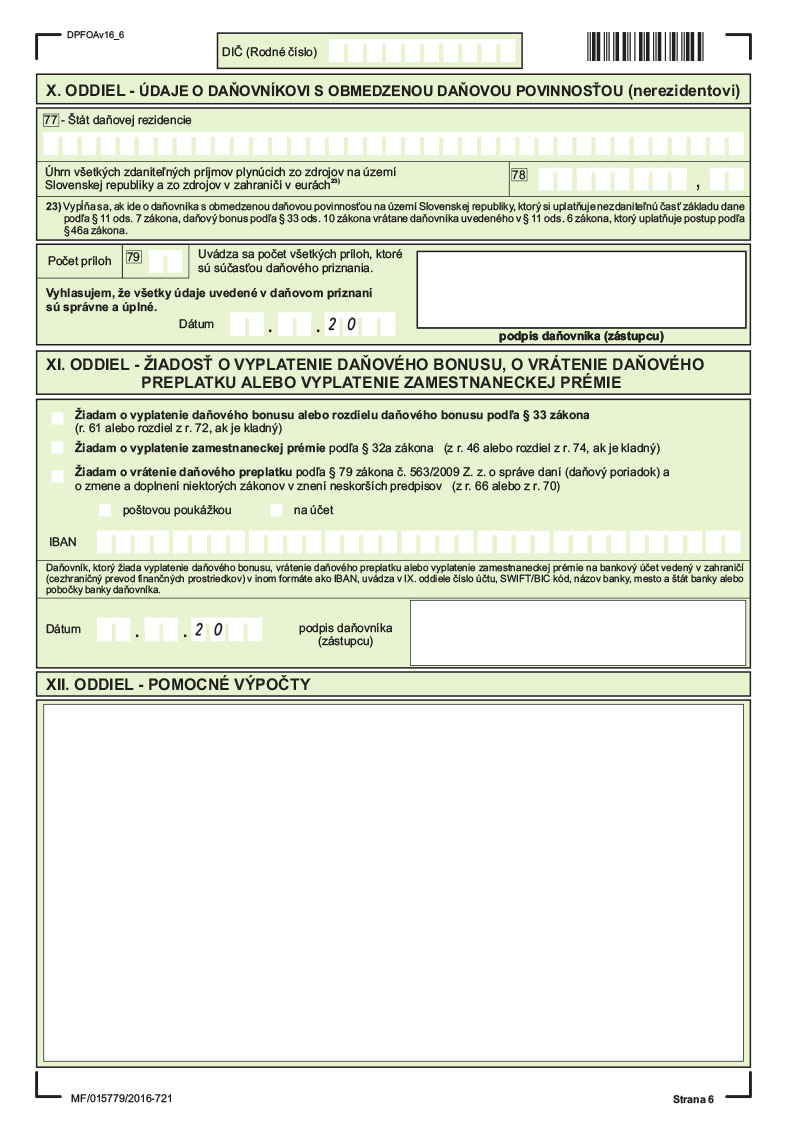 DPFOAv16_6
DIČ (Rodné číslo)
X. ODDIEL - ÚDAJE O DAŇOVNÍKOVI S OBMEDZENOU DAŇOVOU POVINNOSŤOU (nerezidentovi)
77 - Štát daňovej rezidencie
Úhrn všetkých zdaniteľných príjmov plynúcich zo zdrojov na území
Slovenskej republiky a zo zdrojov v zahraničí v eurách23)
78 ,
23) Vypĺňa sa, ak ide o daňovníka s obmedzenou daňovou povinnosťou na území Slovenskej republiky, ktorý si uplatňuje nezdaniteľnú časť základu dane
podľa § 11 ods. 7 zákona, daňový bonus podľa § 33 ods. 10 zákona vrátane daňovníka uvedeného v § 11 ods. 6 zákona, ktorý uplatňuje postup podľa
§ 46a zákona.
Počet príloh 79
Uvádza sa počet všetkých príloh, ktoré
sú súčasťou daňového priznania.
Vyhlasujem, že všetky údaje uvedené v daňovom priznaní
sú správne a úplné.
Dátum . . 2 0
podpis daňovníka (zástupcu)
XI. ODDIEL - ŽIADOSŤ O VYPLATENIE DAŇOVÉHO BONUSU, O VRÁTENIE DAŇOVÉHO
PREPLATKU ALEBO VYPLATENIE ZAMESTNANECKEJ PRÉMIE
Žiadam o vyplatenie daňového bonusu alebo rozdielu daňového bonusu podľa § 33 zákona
(r. 61 alebo rozdiel z r. 72, ak je kladný)
Žiadam o vyplatenie zamestnaneckej prémie podľa § 32a zákona (z r. 46 alebo rozdiel z r. 74, ak je kladný)
Žiadam o vrátenie daňového preplatku podľa § 79 zákona č. 563/2009 Z. z. o správe daní (daňový poriadok) a
o zmene a doplnení niektorých zákonov v znení neskorších predpisov (z r. 66 alebo z r. 70)
poštovou poukážkou na účet
IBAN
Daňovník, ktorý žiada vyplatenie daňového bonusu, vrátenie daňového preplatku alebo vyplatenie zamestnaneckej prémie na bankový účet vedený v zahraničí
(cezhraničný prevod finančných prostriedkov) v inom formáte ako IBAN, uvádza v IX. oddiele číslo účtu, SWIFT/BIC kód, názov banky, mesto a štát banky alebo
pobočky banky daňovníka.
Dátum . . 2 0
podpis daňovníka
(zástupcu)
XII. ODDIEL - POMOCNÉ VÝPOČTY
MF/015779/2016-721
Strana 6